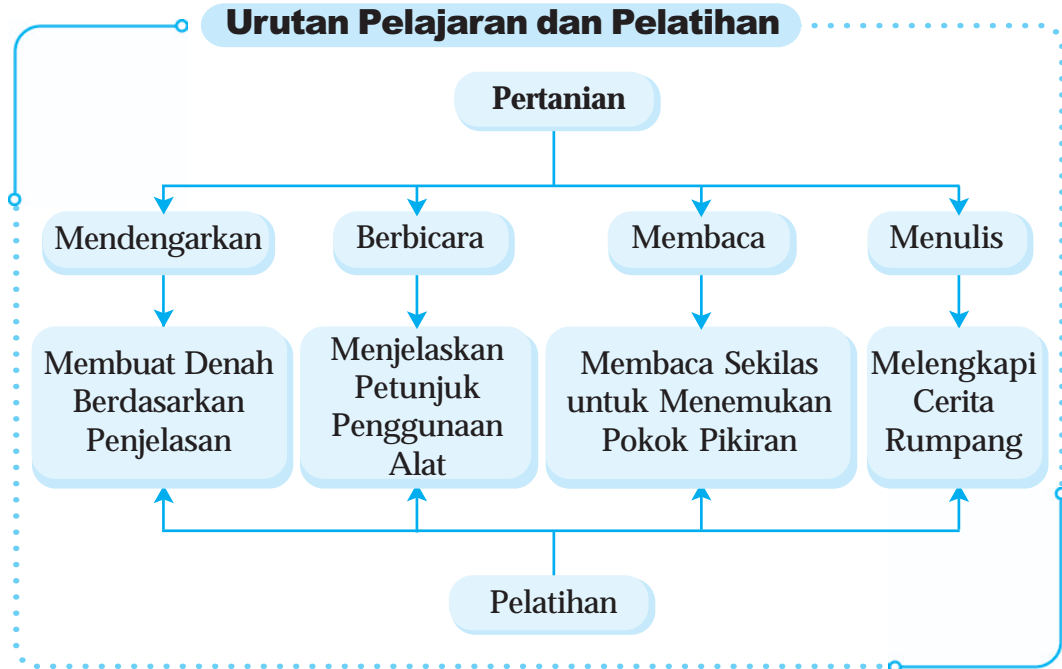 Urutan Pelajaran dan Pelatihan
Pertanian
Mendengarkan
Berbicara
Membaca
Menulis
Membuat Denah
Berdasarkan
Penjelasan
Menjelaskan
Petunjuk
Penggunaan
Alat
Membaca Sekilas
untuk Menemukan
Pokok Pikiran
Melengkapi
Cerita
Rumpang
Pelatihan